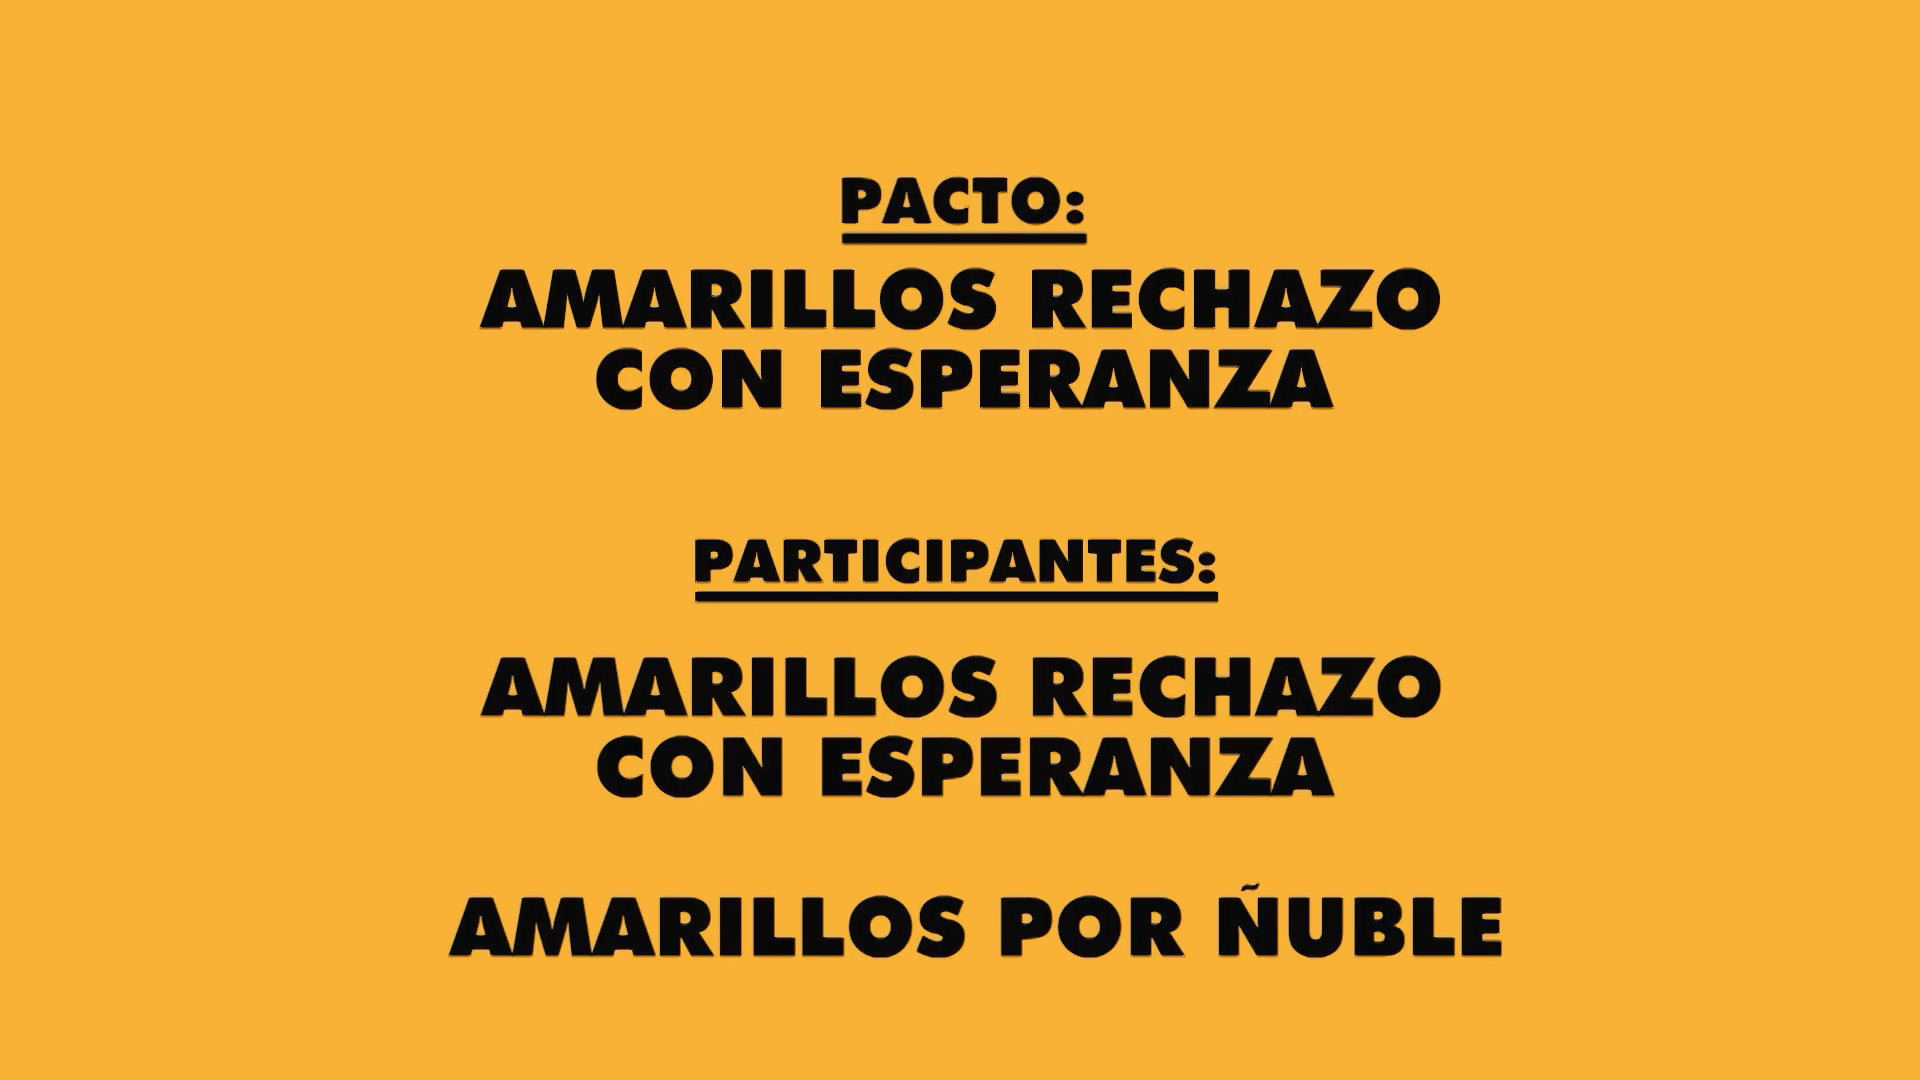 PACTO:
AMARILLOS RECHAZO
CON ESPERANZA
PARTICIPANTES:
AMARILLOS RECHAZO
CON ESPERANZA
AMARILLOS POR ÑUBLE